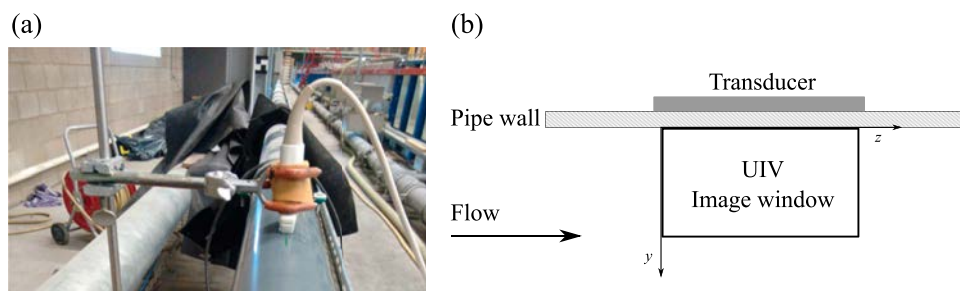 (a)
(b)
Transducer
Pipe wall
z
UIV
Image window
Flow
y